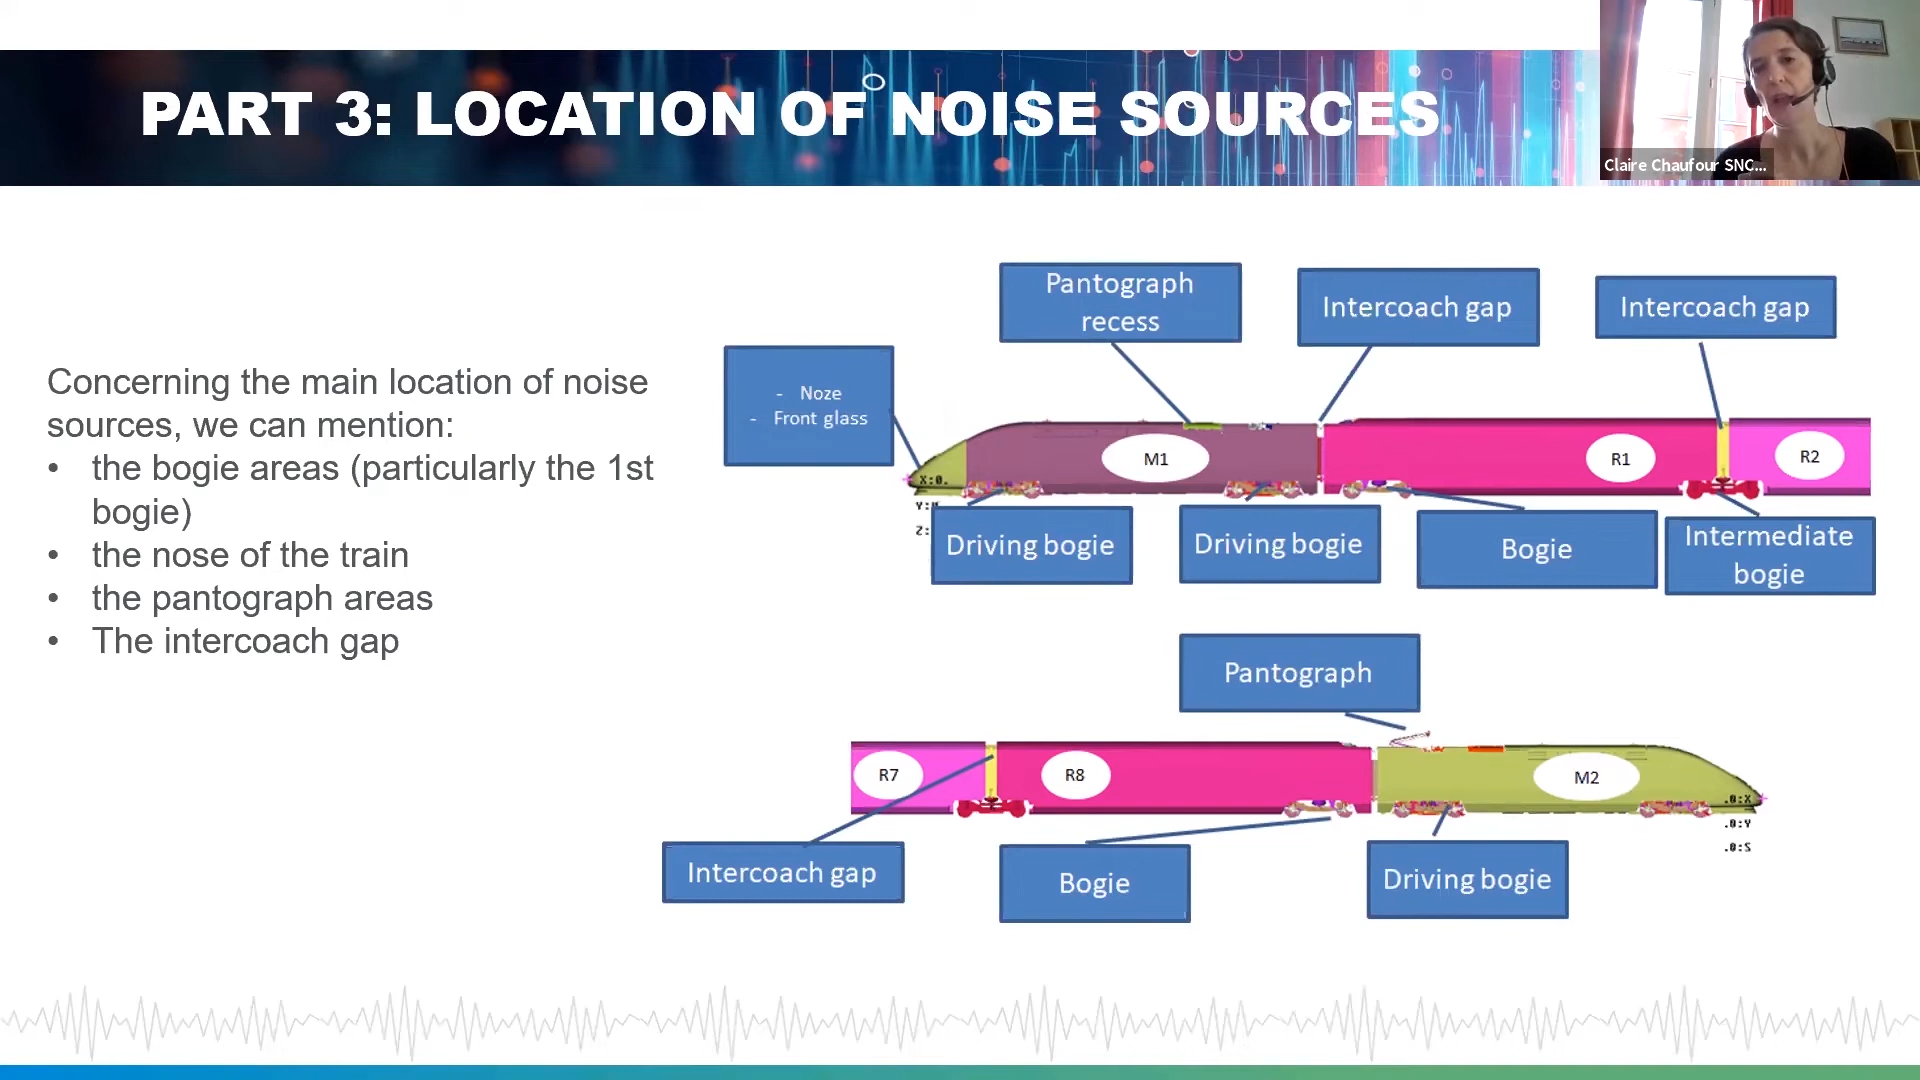 PART 3: LOCATION OF NOISE SOURCES
Claire Chaufour SNC...
Concerning the main location of noise
sources, we can mention:
• the bogie areas (particularly the 1st
bogie)
• the nose of the train
• the pantograph areas
• The intercoach gap
Pantograph
recess
Intercoach gap
Intercoach gap
- Noze
- Front glass
M1
R1
R2
X:0.
Driving bogie
Driving bogie
Bogie
Intermediate
bogie
Pantograph
R7
R8
M2
Intercoach gap
Bogie
Driving bogie